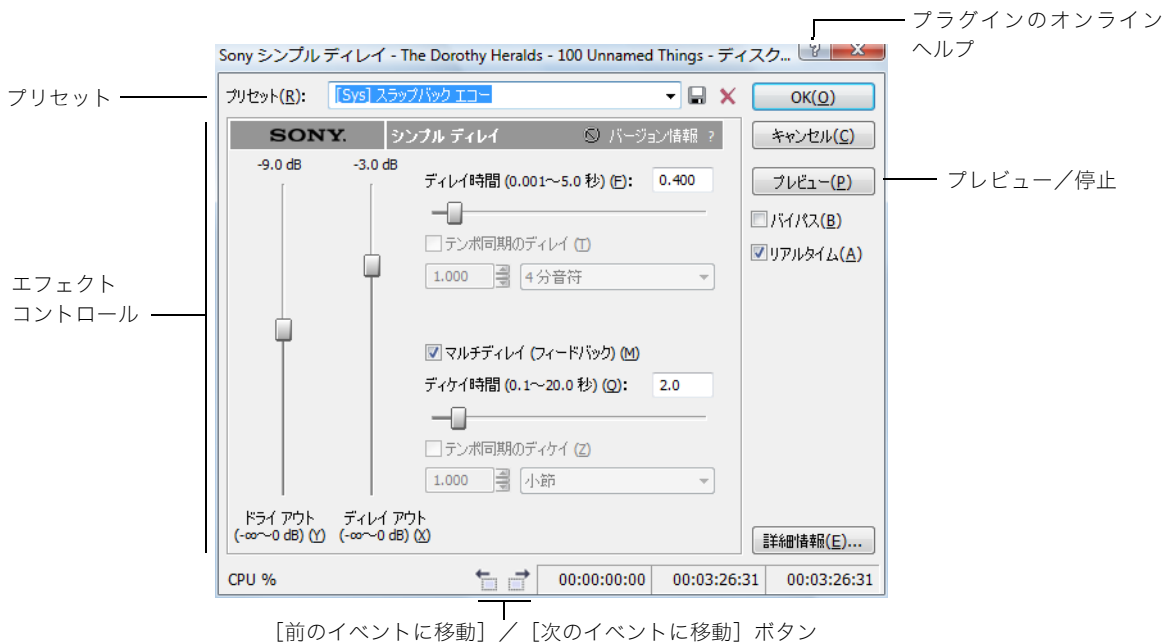 プラグインのオンライン
ヘルプ
Sony シンプル ディレイ - The Dorothy Heralds - 100 Unnamed Things - ディスク...
?
X
プリセット
プリセット(R):
[Sys] スラップバック エコー
OK(O)
SONY.
シンプル ディレイ
バージョン情報 ?
キャンセル(C)
-9.0 dB
-3.0 dB
ディレイ時間 (0.001～5.0 秒) (F):
0.400
プレビュー(P)
プレビュー／停止
バイパス(B)
テンポ同期のディレイ (T)
リアルタイム(A)
1.000
4 分音符
エフェクト
コントロール
マルチディレイ (フィードバック) (M)
ディケイ時間 (0.1～20.0 秒) (Q):
2.0
テンポ同期のディケイ (Z)
1.000
小節
ドライ アウト
(-∞～0 dB) (Y)
ディレイ アウト
(-∞～0 dB) (X)
詳細情報(E)...
CPU %
00:00:00:00
00:03:26:31
00:03:26:31
［前のイベントに移動］／［次のイベントに移動］ボタン